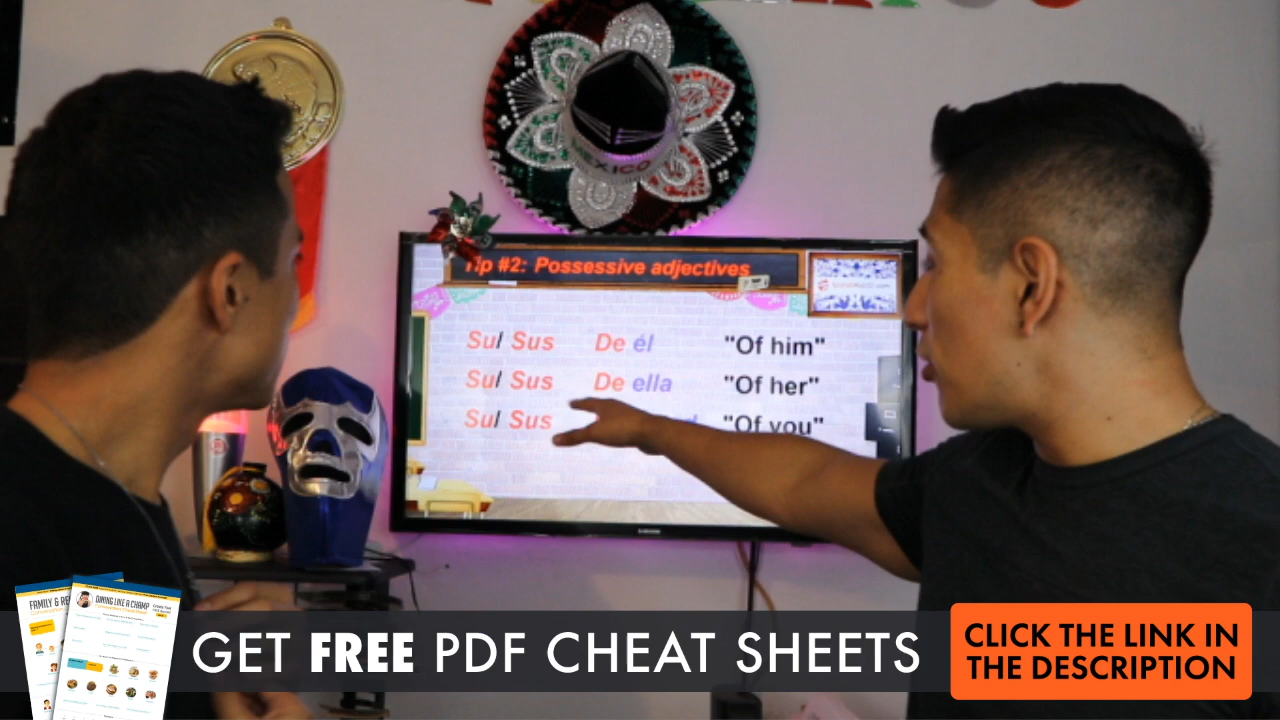 MEXICO
Tip #2: Possessive adjectives
Su/ Sus De él "Of him"
Su/ Sus De ella "Of her"
Su/ Sus "Of you"
FAMILY & RE
DINING LIKE A CHAMP
GET FREE PDF CHEAT SHEETS
CLICK THE LINK IN
THE DESCRIPTION